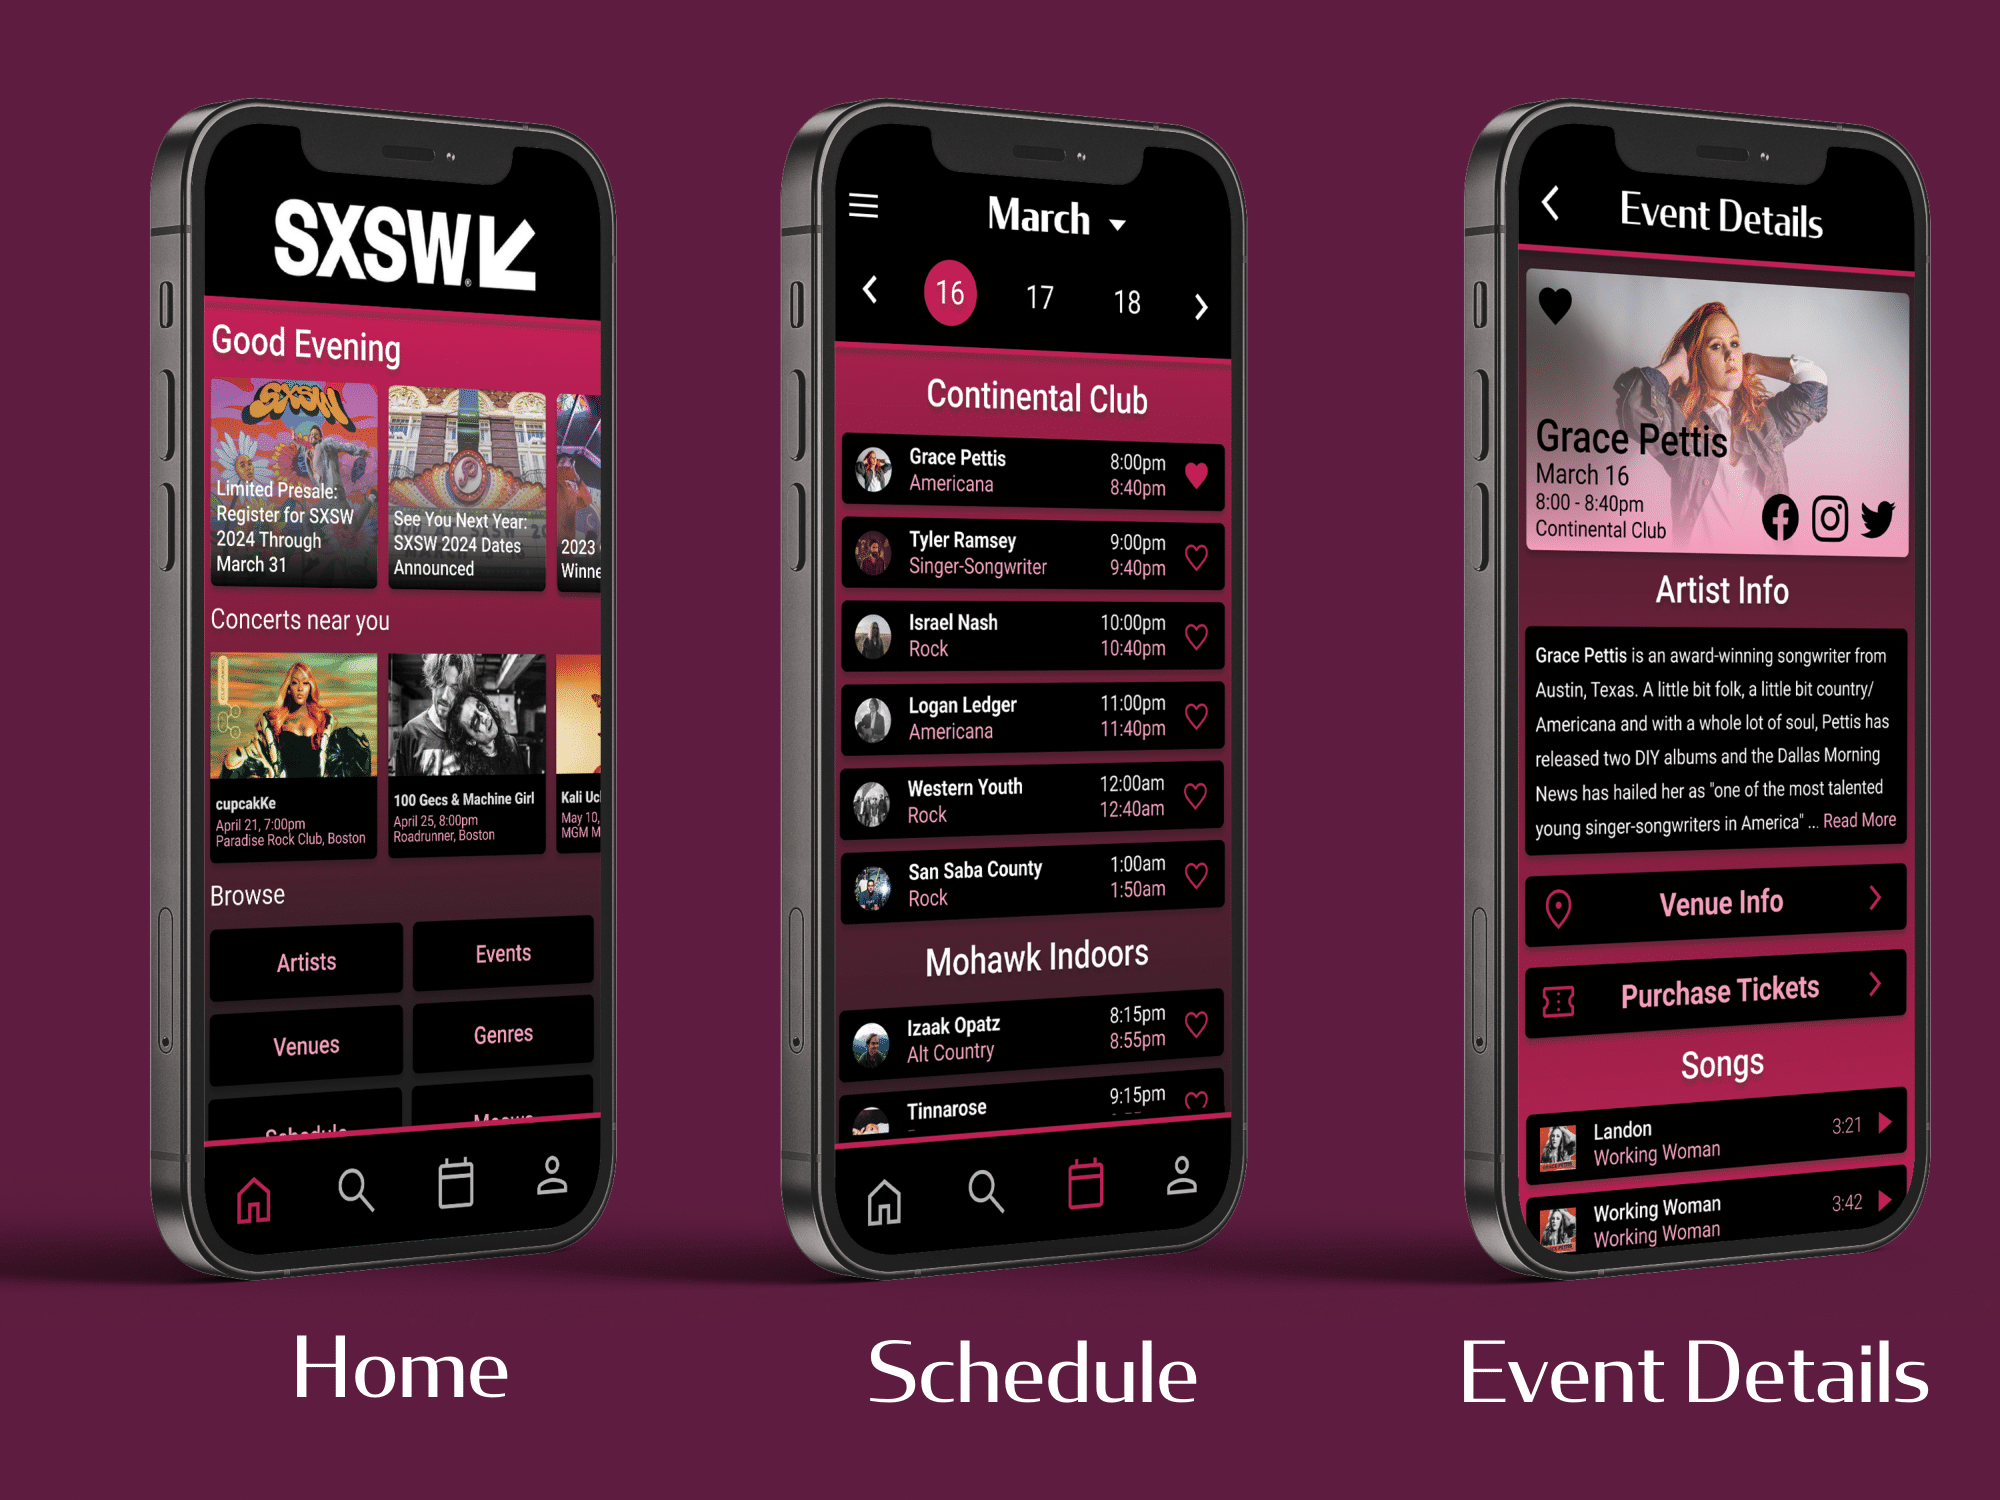 SXSW®
Good Evening
SXSW
Limited Presale:
Register for SXSW
2024 Through
March 31
See You Next Year:
SXSW 2024 Dates
Announced
2023
Winne
Concerts near you
cupcakKe
April 21, 7:00pm
Paradise Rock Club, Boston
100 Gecs & Machine Girl
April 25, 8:00pm
Roadrunner, Boston
Kali Uc
May 10,
MGM M
Browse
Artists
Events
Venues
Genres
Schedule
Home
March
16
17
18
Continental Club
Grace Pettis
8:00pm
Americana
8:40pm
Tyler Ramsey
9:00pm
Singer-Songwriter
9:40pm
Israel Nash
10:00pm
Rock
10:40pm
Logan Ledger
11:00pm
Americana
11:40pm
Western Youth
12:00am
Rock
12:40am
San Saba County
1:00am
Rock
1:50am
Mohawk Indoors
Izaak Opatz
8:15pm
Alt Country
8:55pm
Tinnarose
9:15pm
Schedule
Event Details
Grace Pettis
March 16
8:00 - 8:40pm
Continental Club
Artist Info
Grace Pettis is an award-winning songwriter from
Austin, Texas. A little bit folk, a little bit country/
Americana and with a whole lot of soul, Pettis has
released two DIY albums and the Dallas Morning
News has hailed her as "one of the most talented
young singer-songwriters in America" ... Read More
Venue Info
Purchase Tickets
Songs
Landon
3:21
Working Woman
Working Woman
3:42
Working Woman
Event Details